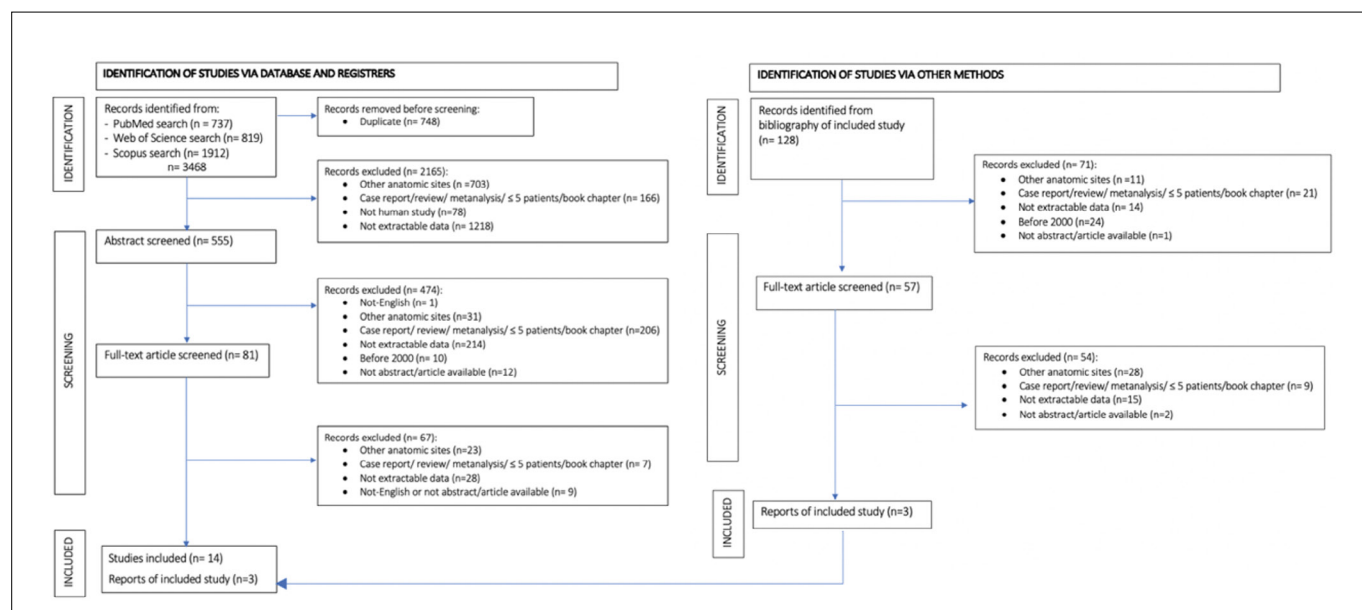 IDENTIFICATION OF STUDIES VIA DATABASE AND REGISTRERS
IDENTIFICATION
Records identified from:
- PubMed search (n = 737)
- Web of Science search (n= 819)
- Scopus search (n= 1912)
n= 3468
Records removed before screening:
• Duplicate (n= 748)
Records excluded (n= 2165):
• Other anatomic sites (n =703)
• Case report/review/ metanalysis/ ≤ 5 patients/book chapter (n= 166)
• Not human study (n=78)
• Not extractable data (n= 1218)
SCREENING
Abstract screened (n= 555)
Records excluded (n= 474):
• Not-English (n= 1)
• Other anatomic sites (n=31)
• Case report/ review/ metanalysis/ ≤ 5 patients/book chapter (n=206)
• Not extractable data (n=214)
• Before 2000 (n= 10)
• Not abstract/article available (n=12)
Full-text article screened (n= 81)
Records excluded (n= 67):
• Other anatomic sites (n=23)
• Case report/ review/ metanalysis/ ≤ 5 patients/book chapter (n= 7)
• Not extractable data (n=28)
• Not-English or not abstract/article available (n= 9)
INCLUDED
Studies included (n= 14)
Reports of included study (n=3)
IDENTIFICATION OF STUDIES VIA OTHER METHODS
IDENTIFICATION
Records identified from
bibliography of included study
(n= 128)
Records excluded (n= 71):
• Other anatomic sites (n =11)
• Case report/review/ metanalysis/ ≤ 5 patients/book chapter (n= 21)
• Not extractable data (n= 14)
• Before 2000 (n=24)
• Not abstract/article available (n=1)
SCREENING
Full-text article screened (n= 57)
Records excluded (n= 54):
• Other anatomic sites (n=28)
• Case report/review/ metanalysis/ ≤ 5 patients/book chapter (n= 9)
• Not extractable data (n=15)
• Not abstract/article available (n=2)
INCLUDED
Reports of included study (n=3)